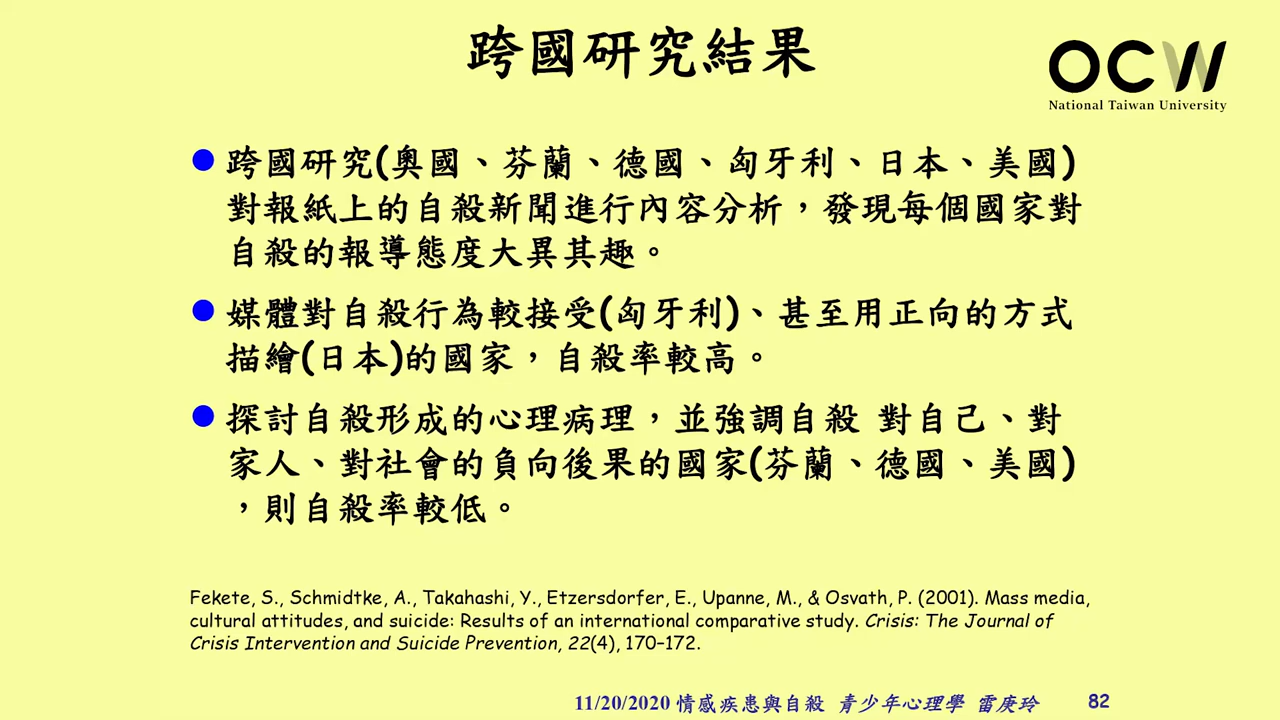 跨國研究結果
OCW
National Taiwan University
跨國研究(奧國、芬蘭、德國、匈牙利、日本、美國)
對報紙上的自殺新聞進行內容分析，發現每個國家對
自殺的報導態度大異其趣。
媒體對自殺行為較接受(匈牙利)、甚至用正向的方式
描繪(日本)的國家，自殺率較高。
探討自殺形成的心理病理，並強調自殺 對自己、對
家人、對社會的負向後果的國家(芬蘭、德國、美國)
，則自殺率較低。
Fekete, S., Schmidtke, A., Takahashi, Y., Etzersdorfer, E., Upanne, M., & Osvath, P. (2001). Mass media,
cultural attitudes, and suicide: Results of an international comparative study. Crisis: The Journal of
Crisis Intervention and Suicide Prevention, 22(4), 170–172.
11/20/2020 情感疾患與自殺 青少年心理學 雷庚玲 82